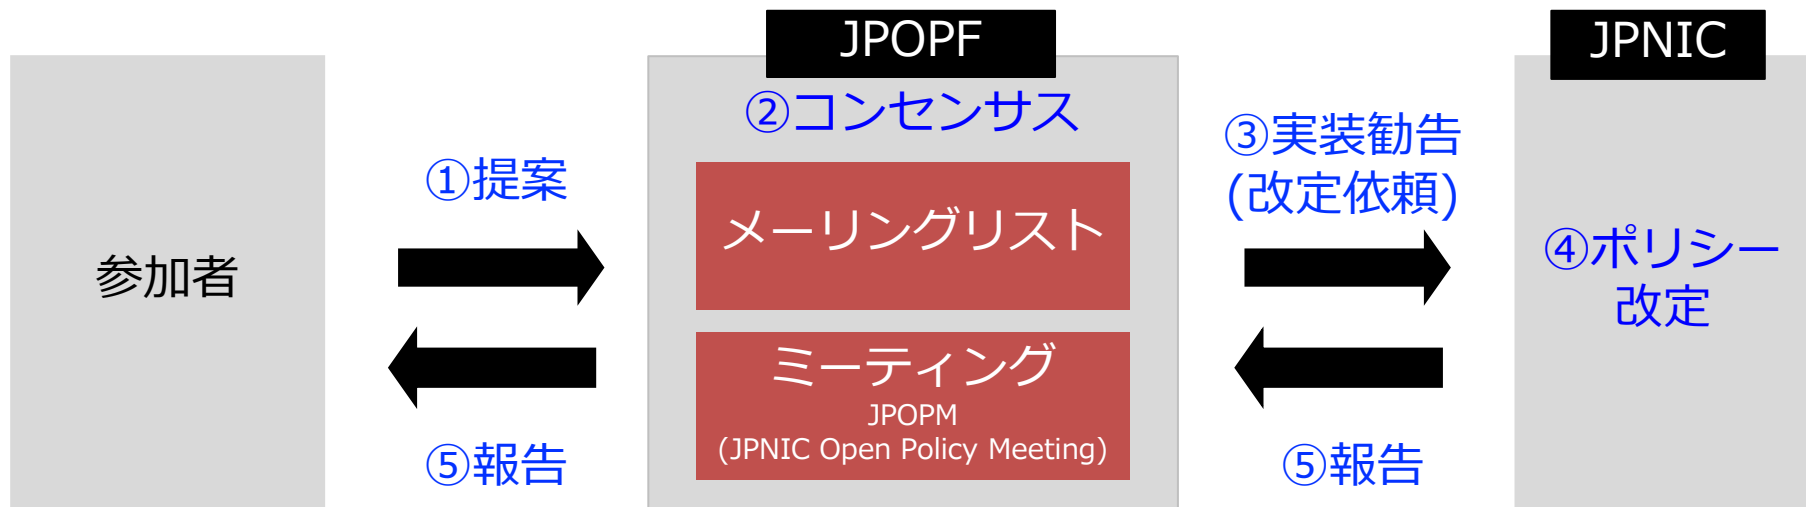 参加者
①提案
⑤報告
JPOPF
②コンセンサス
メーリングリスト
ミーティング
JPOPM
(JPNIC Open Policy Meeting)
③実装勧告
(改定依頼)
⑤報告
JPNIC
④ポリシー
改定